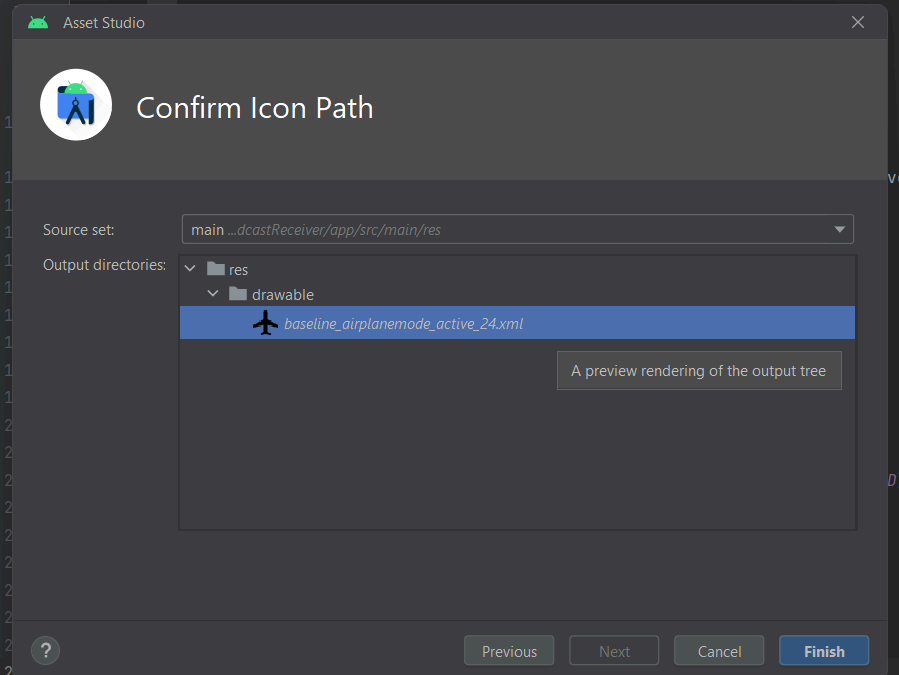 Asset Studio
Confirm Icon Path
Source set:
main ...dcastReceiver/app/src/main/res
Output directories:
res
drawable
baseline_airplanemode_active_24.xml
A preview rendering of the output tree
?
Previous
Next
Cancel
Finish